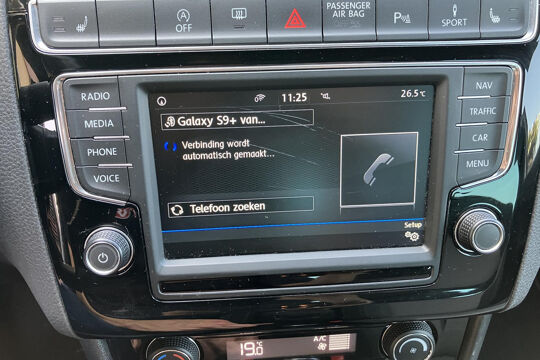 A
OFF
PASSENGER
AIR BAG
P
SPORT
RADIO
MEDIA
PHONE
VOICE
11:25
26.5°C
Galaxy S9+ van...
Verbinding wordt
automatisch gemaakt...
Telefoon zoeken
Setup
NAV
TRAFFIC
CAR
MENU
19.0 °C
A/C